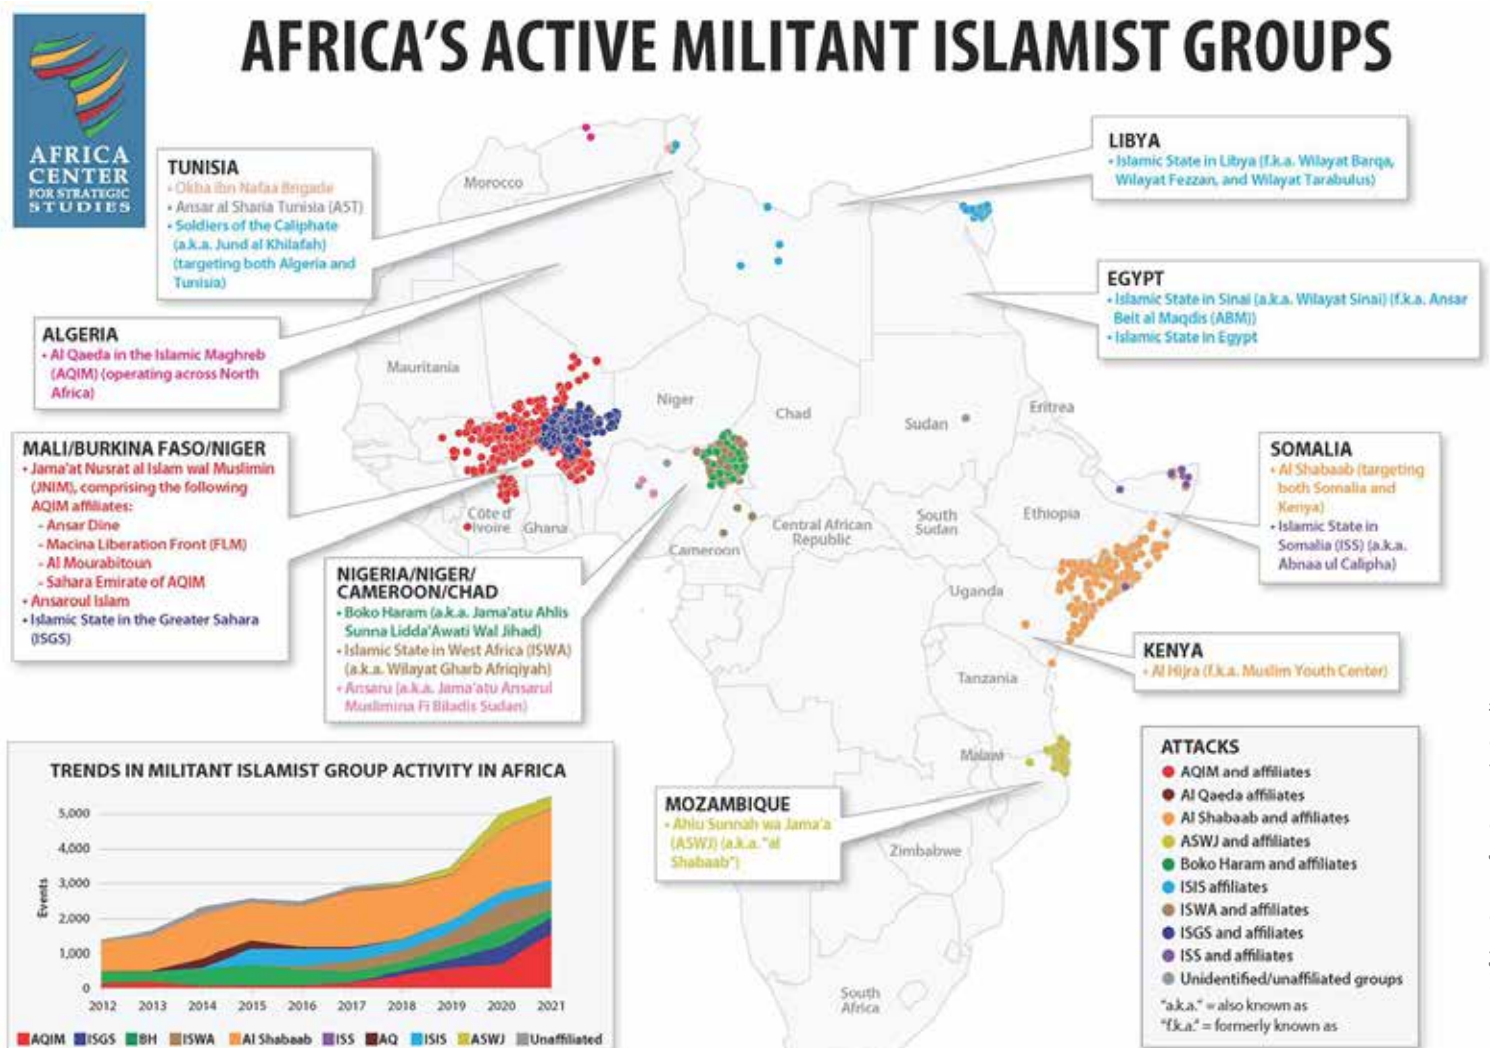 AFRICA'S ACTIVE MILITANT ISLAMIST GROUPS
AFRICA
CENTER
FOR STRATEGIC
STUDIES
TUNISIA
• Okba ibn Nafaa Brigade
• Ansar al Sharia Tunisia (AST)
• Soldiers of the Caliphate
(a.k.a. Jund al Khilafah)
(targeting both Algeria and
Tunisia)
LIBYA
• Islamic State in Libya (f.k.a. Wilayat Barqa,
Wilayat Fezzan, and Wilayat Tarabulus)
EGYPT
• Islamic State in Sinai (a.k.a. Wilayat Sinai) (f.k.a. Ansar
Beit al Maqdis (ABM))
• Islamic State in Egypt
ALGERIA
• Al Qaeda in the Islamic Maghreb
(AQIM) (operating across North
Africa)
MALI/BURKINA FASO/NIGER
• Jama'at Nusrat al Islam wal Muslimin
(JNIM), comprising the following
AQIM affiliates:
- Ansar Dine
- Macina Liberation Front (FLM)
- Al Mourabitoun
- Sahara Emirate of AQIM
• Ansaroul Islam
• Islamic State in the Greater Sahara
(ISGS)
NIGERIA/NIGER/
CAMEROON/CHAD
• Boko Haram (a.k.a. Jama'atu Ahlis
Sunna Lidda'Awati Wal Jihad)
• Islamic State in West Africa (ISWA)
(a.k.a. Wilayat Gharb Afriqiyah)
• Ansaru (a.k.a. Jama'atu Ansarul
Muslimina Fi Biladis Sudan)
SOMALIA
• Al Shabaab (targeting
both Somalia and
Kenya)
• Islamic State in
Somalia (ISS) (a.k.a.
Abnaa ul Calipha)
KENYA
• Al Hijra (f.k.a. Muslim Youth Center)
MOZAMBIQUE
• Ahlu Sunnah wa Jama'a
(ASWJ) (a.k.a. "al
Shabaab")
Morocco
Mauritania
Niger
Chad
Sudan
Eritrea
Côte d'
Ivoire
Ghana
Cameroon
Central African
Republic
South
Sudan
Ethiopia
Uganda
Tanzania
Malawi
Zimbabwe
South
Africa
TRENDS IN MILITANT ISLAMIST GROUP ACTIVITY IN AFRICA
Events
5,000
4,000
3,000
2,000
1,000
0
2012 2013 2014 2015 2016 2017 2018 2019 2020 2021
AQIM ISGS BH ISWA Al Shabaab ISS AQ ISIS ASWJ Unaffiliated
ATTACKS
AQIM and affiliates
Al Qaeda affiliates
Al Shabaab and affiliates
ASWJ and affiliates
Boko Haram and affiliates
ISIS affiliates
ISWA and affiliates
ISGS and affiliates
ISS and affiliates
Unidentified/unaffiliated groups
"a.k.a." = also known as
"f.k.a." = formerly known as